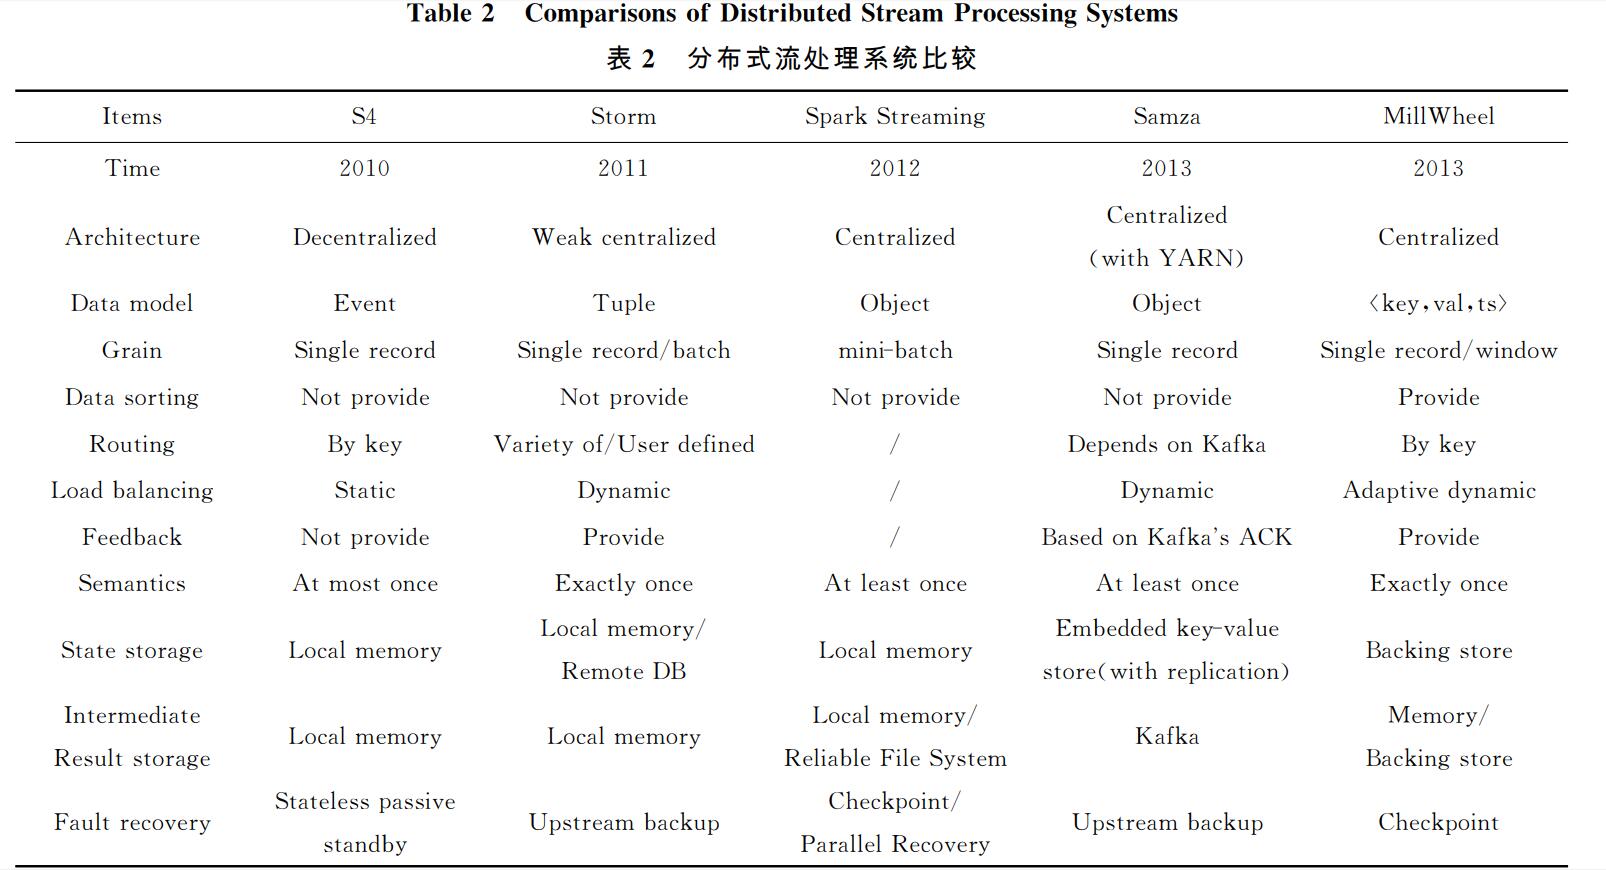 Table 2 Comparisons of Distributed Stream Processing Systems
表 2 分布式流处理系统比较
Items S4 Storm Spark Streaming Samza MillWheel
Time 2010 2011 2012 2013 2013
Architecture Decentralized Weak centralized Centralized Centralized (with YARN) Centralized
Data model Event Tuple Object Object 〈key,val,ts〉
Grain Single record Single record/batch mini-batch Single record Single record/window
Data sorting Not provide Not provide Not provide Not provide Provide
Routing By key Variety of/User defined / Depends on Kafka By key
Load balancing Static Dynamic / Dynamic Adaptive dynamic
Feedback Not provide Provide / Based on Kafka's ACK Provide
Semantics At most once Exactly once At least once At least once Exactly once
State storage Local memory Local memory/ Remote DB Local memory Embedded key-value store(with replication) Backing store
Intermediate Result storage Local memory Local memory Local memory/ Reliable File System Kafka Memory/ Backing store
Fault recovery Stateless passive standby Upstream backup Checkpoint/ Parallel Recovery Upstream backup Checkpoint